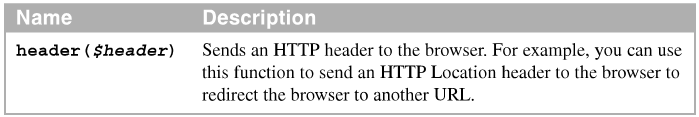 Name Description
header($header) Sends an HTTP header to the browser. For example, you can use
this function to send an HTTP Location header to the browser to
redirect the browser to another URL.